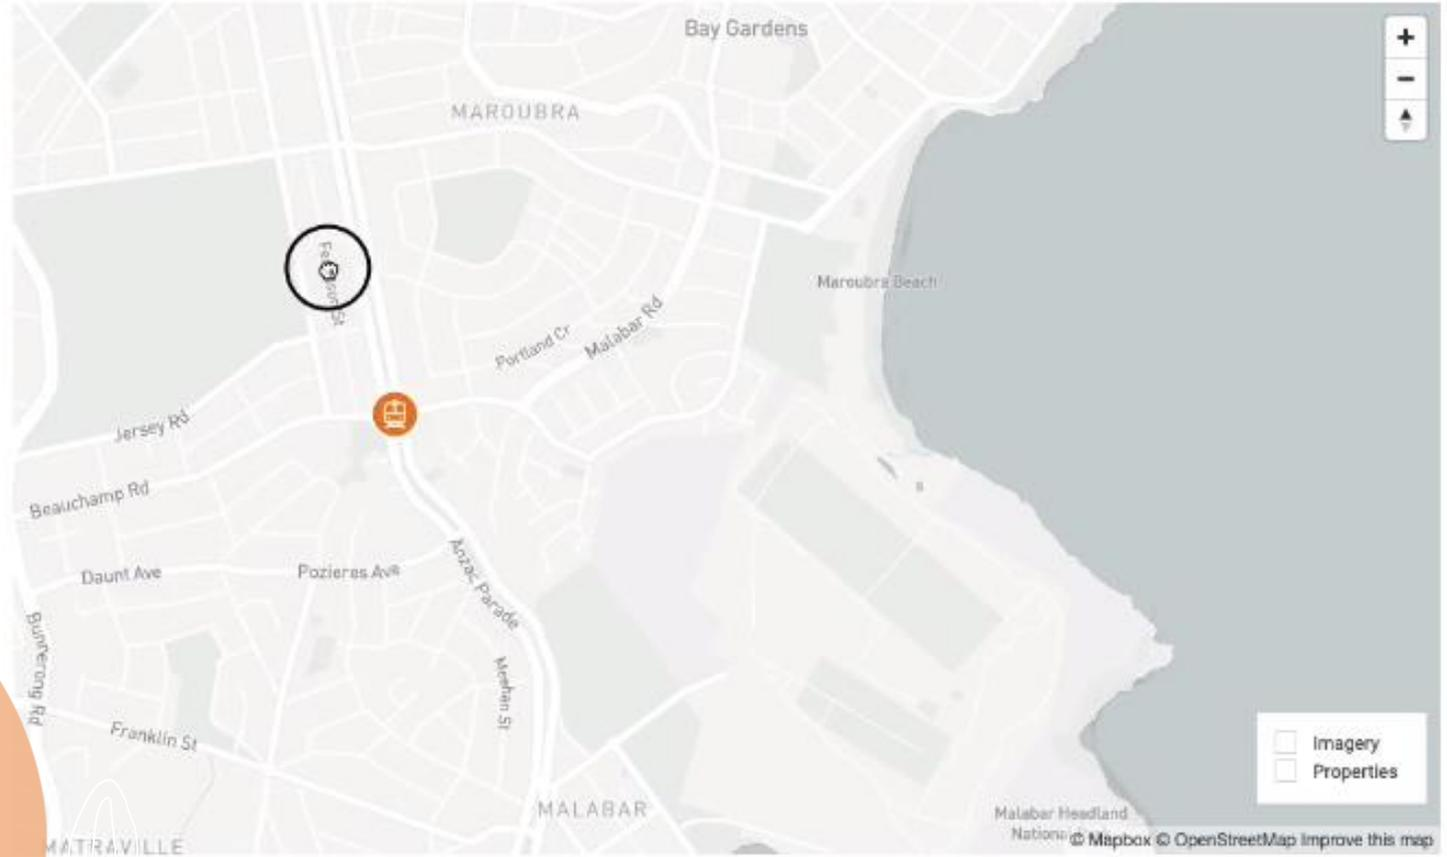 Bay Gardens
+
−
MAROUBRA
Maroubra Beach
Portland Cr
Malabar Rd
Jersey Rd
Beauchamp Rd
Daunt Ave
Pozieres Ave
Anzac Parade
Bunnerong Rd
Meehan St
Franklin St
Imagery
Properties
MALABAR
Malabar Headland
© Mapbox © OpenStreetMap Improve this map
MATRAVILLE